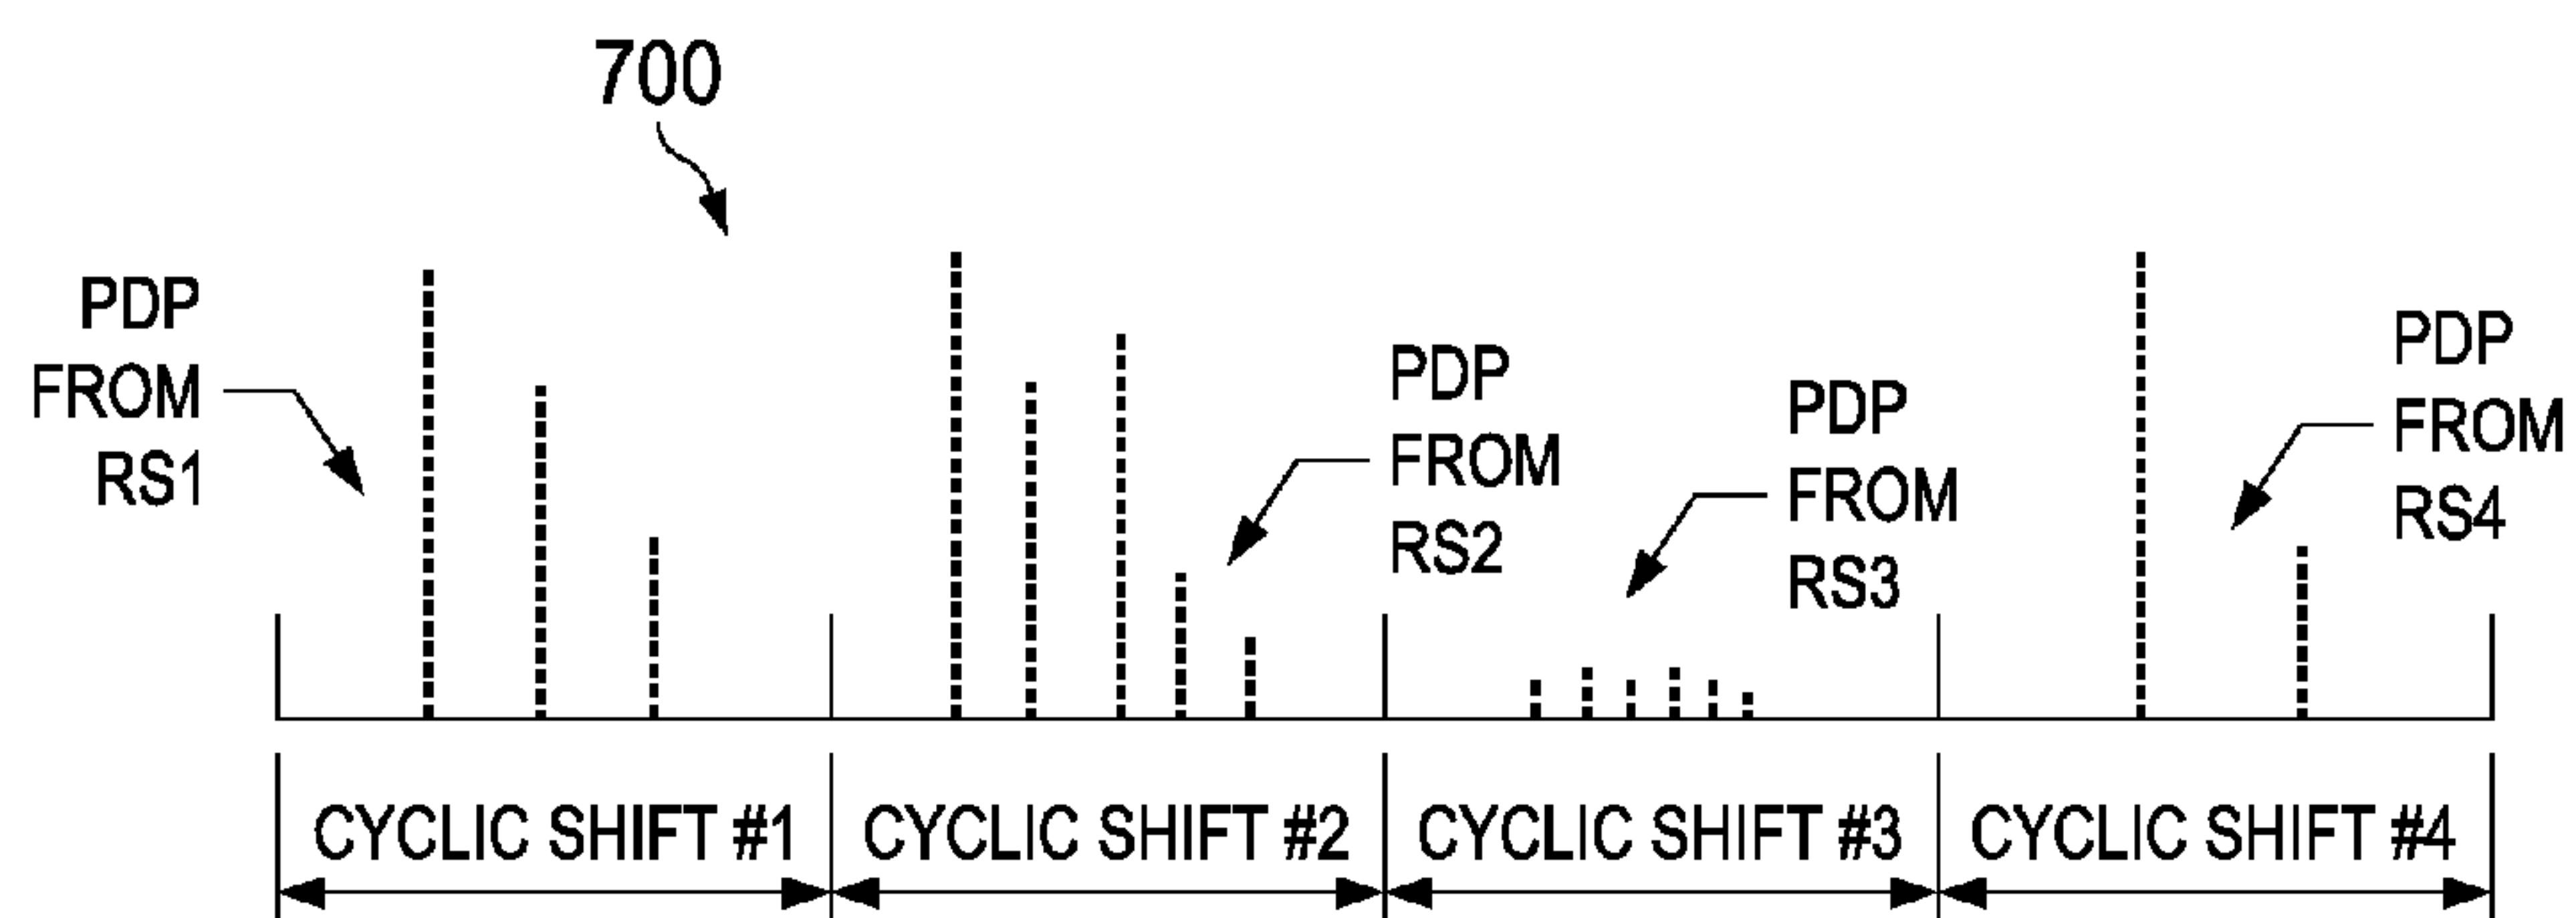 700
PDP
FROM
RS1
PDP
FROM
RS2
PDP
FROM
RS3
PDP
FROM
RS4
CYCLIC SHIFT #1
CYCLIC SHIFT #2
CYCLIC SHIFT #3
CYCLIC SHIFT #4